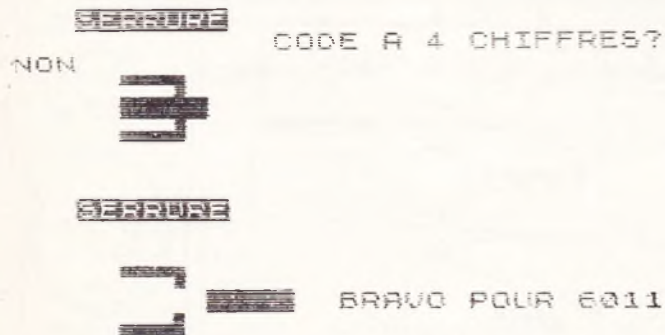 SERRURE
CODE A 4 CHIFFRES?
NON
SERRURE
BRAVO POUR 6011